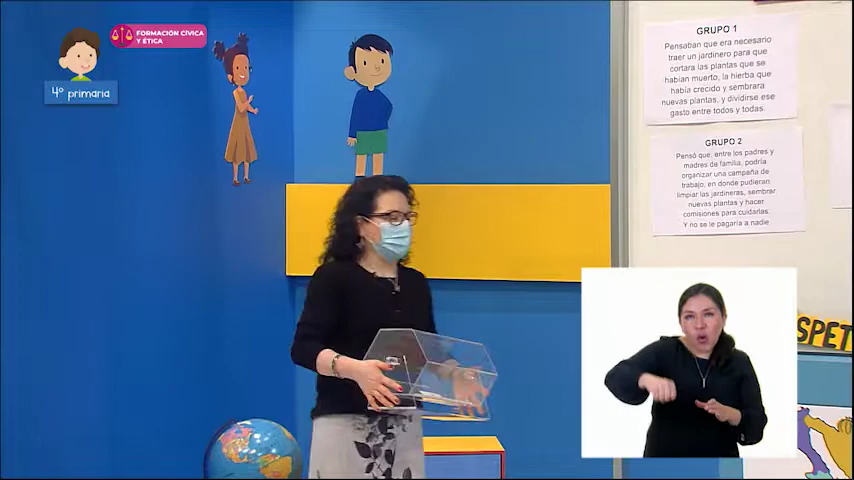 FORMACIÓN CÍVICA
Y ÉTICA
4º primaria
GRUPO 1
Pensaban que era necesario
traer un jardinero para que
cortara las plantas que se
habían muerto, la hierba que
había crecido y sembrara
nuevas plantas, y dividirse ese
gasto entre todos y todas.
GRUPO 2
Pensó que, entre los padres y
madres de familia, podrían
organizar una campaña de
trabajo, en donde pudieran
limpiar las jardineras, sembrar
nuevas plantas y hacer
comisiones para cuidarlas.
Y no se le pagaría a nadie
SPET